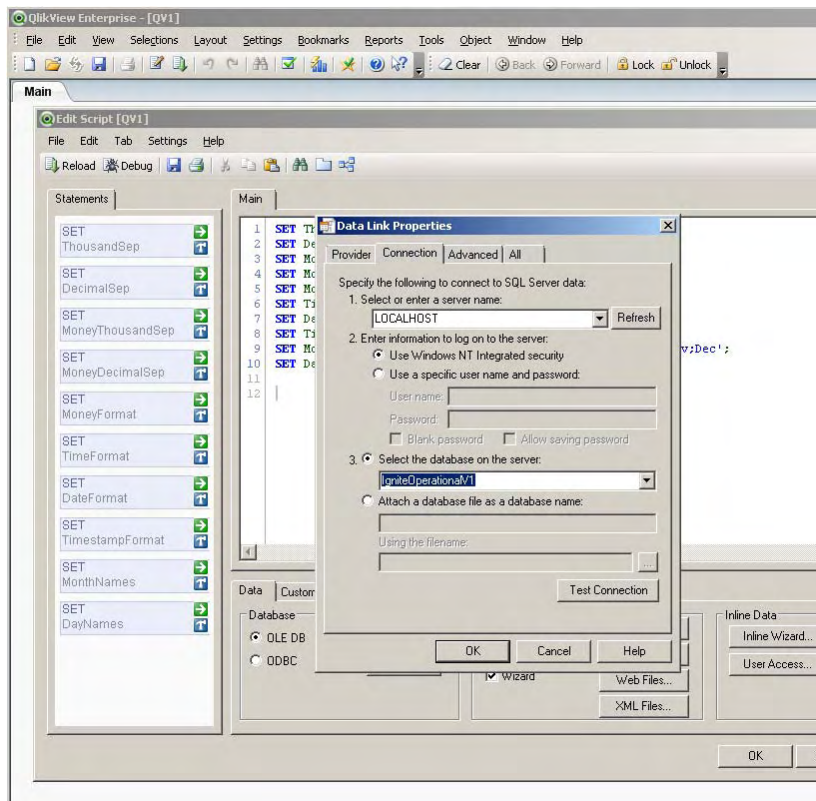 QlikView Enterprise - [QV1]
File Edit View Selections Layout Settings Bookmarks Reports Tools Object Window Help
Clear Back Forward Lock Unlock
Main
Edit Script [QV1]
File Edit Tab Settings Help
Reload Debug
Statements
SET
ThousandSep
SET
DecimalSep
SET
MoneyThousandSep
SET
MoneyDecimalSep
SET
MoneyFormat
SET
TimeFormat
SET
DateFormat
SET
TimestampFormat
SET
MonthNames
SET
DayNames
Main
1 SET Th
2 SET De
3 SET Mo
4 SET Mo
5 SET Mo
6 SET Ti
7 SET Da
8 SET Ti
9 SET Mo v;Dec';
10 SET Da
11
12
Data Link Properties
Provider Connection Advanced All
Specify the following to connect to SQL Server data:
1. Select or enter a server name:
LOCALHOST Refresh
2. Enter information to log on to the server:
Use Windows NT Integrated security
Use a specific user name and password:
User name:
Password:
Blank password Allow saving password
3. Select the database on the server:
IgniteOperationalV1
Attach a database file as a database name:
Using the filename:
...
Test Connection
OK Cancel Help
Data Custom
Database
OLE DB
ODBC
Wizard
Web Files...
XML Files...
Inline Data
Inline Wizard...
User Access...
OK